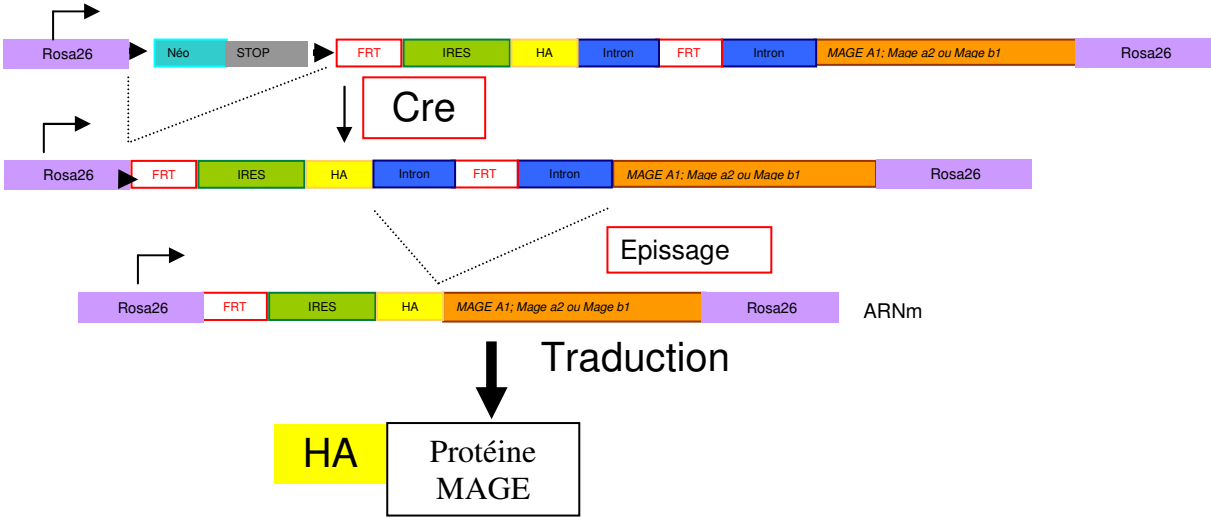 Rosa26 Néo STOP FRT IRES HA Intron FRT Intron MAGE A1; Mage a2 ou Mage b1 Rosa26
Cre
Rosa26 FRT IRES HA Intron FRT Intron MAGE A1; Mage a2 ou Mage b1 Rosa26
Epissage
Rosa26 FRT IRES HA MAGE A1; Mage a2 ou Mage b1 Rosa26 ARNm
Traduction
HA Protéine
MAGE